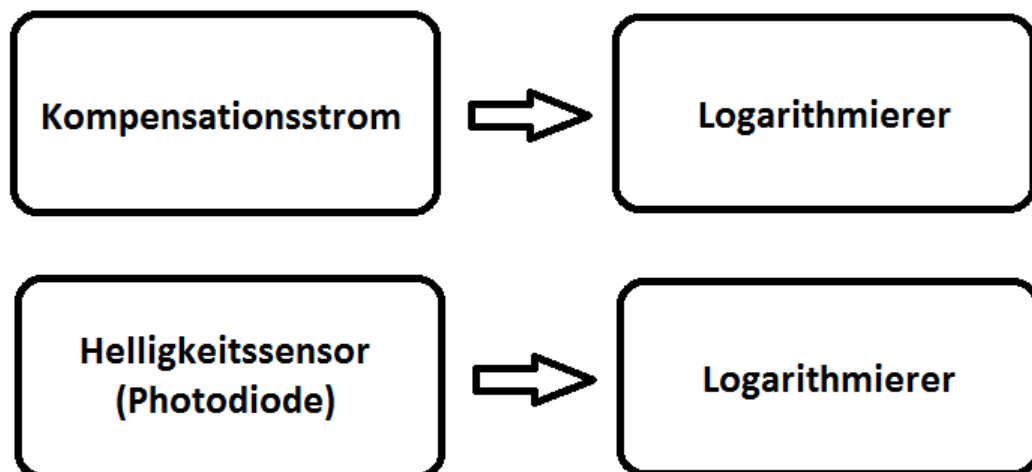 Kompensationsstrom
Logarithmierer
Helligkeitssensor
(Photodiode)
Logarithmierer